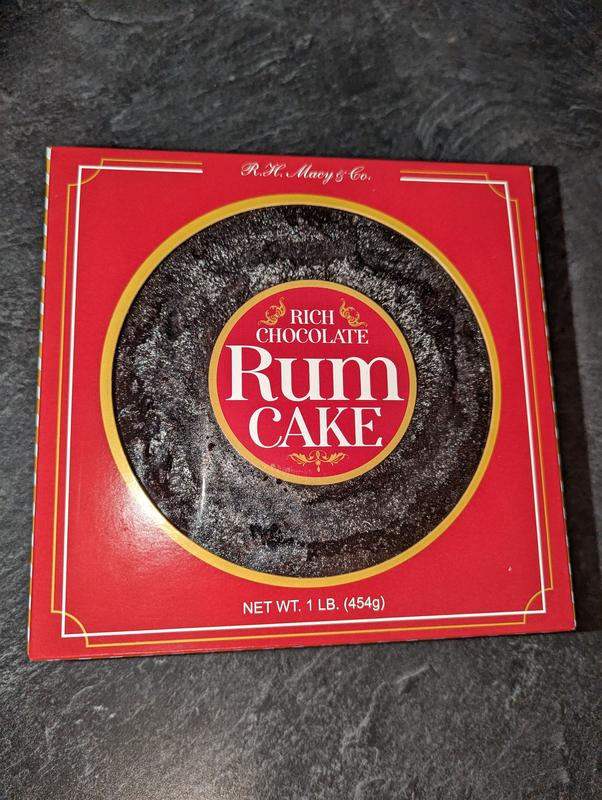 R.H. Macy & Co.
RICH
CHOCOLATE
Rum
CAKE
NET WT. 1 LB. (454g)